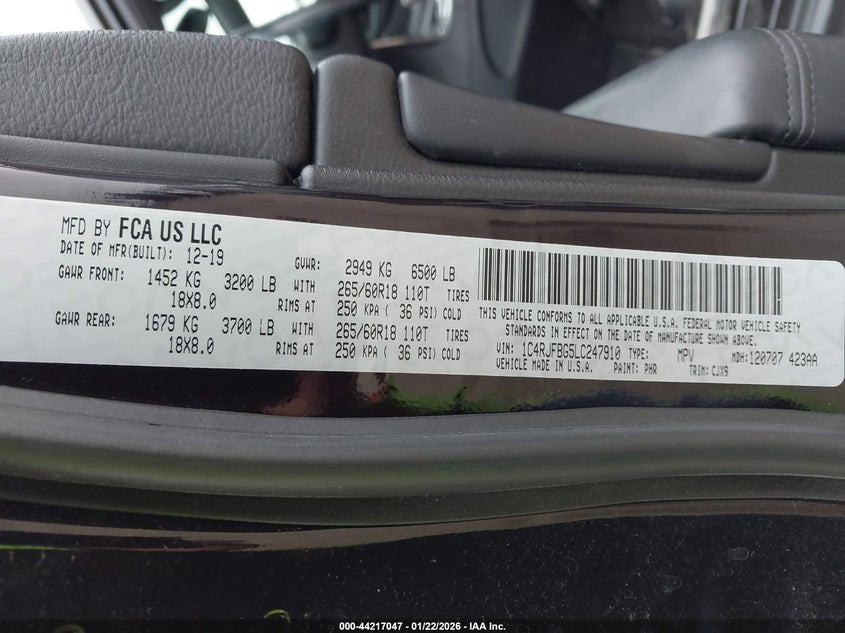 MFD BY FCA US LLC
DATE OF MFR(BUILT): 12-19 GVWR: 2949 KG 6500 LB
GAWR FRONT: 1452 KG 3200 LB WITH 265/60R18 110T TIRES
18X8.0 RIMS AT 250 KPA ( 36 PSI) COLD
GAWR REAR: 1679 KG 3700 LB WITH 265/60R18 110T TIRES
18X8.0 RIMS AT 250 KPA ( 36 PSI) COLD
THIS VEHICLE CONFORMS TO ALL APPLICABLE U.S.A. FEDERAL MOTOR VEHICLE SAFETY
STANDARDS IN EFFECT ON THE DATE OF MANUFACTURE SHOWN ABOVE.
VIN: 1C4RJFBG5LC247910 TYPE: MPV MDH: 120707 423AA
VEHICLE MADE IN U.S.A. PAINT: PHR TRIM: CJX9
000-44217047 - 01/22/2026 - IAA Inc.